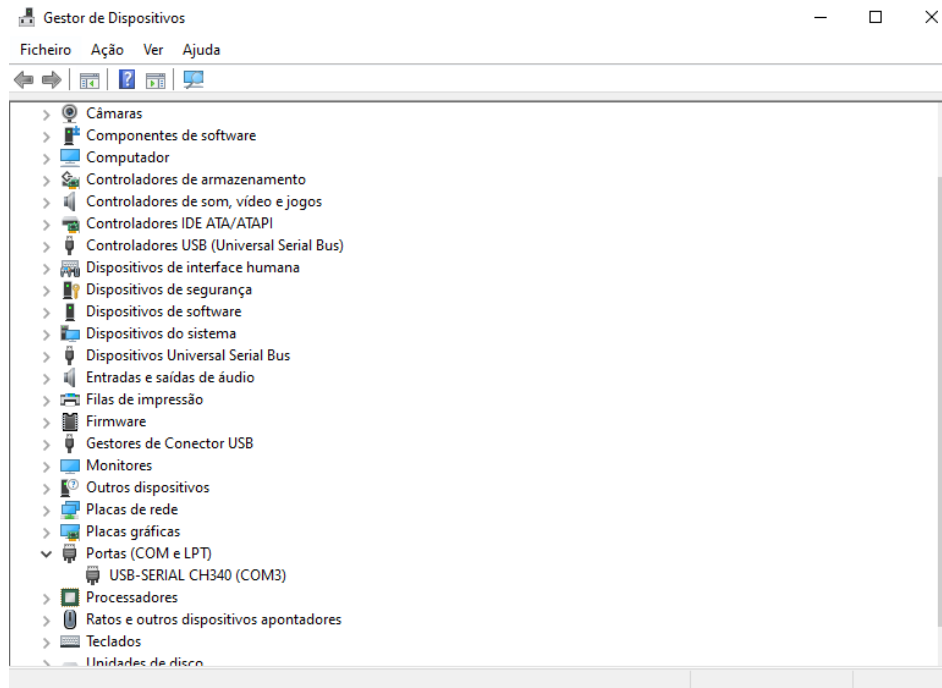 Gestor de Dispositivos
Ficheiro Ação Ver Ajuda
Câmaras
Componentes de software
Computador
Controladores de armazenamento
Controladores de som, vídeo e jogos
Controladores IDE ATA/ATAPI
Controladores USB (Universal Serial Bus)
Dispositivos de interface humana
Dispositivos de segurança
Dispositivos de software
Dispositivos do sistema
Dispositivos Universal Serial Bus
Entradas e saídas de áudio
Filas de impressão
Firmware
Gestores de Conector USB
Monitores
Outros dispositivos
Placas de rede
Placas gráficas
Portas (COM e LPT)
USB-SERIAL CH340 (COM3)
Processadores
Ratos e outros dispositivos apontadores
Teclados
Unidades de disco